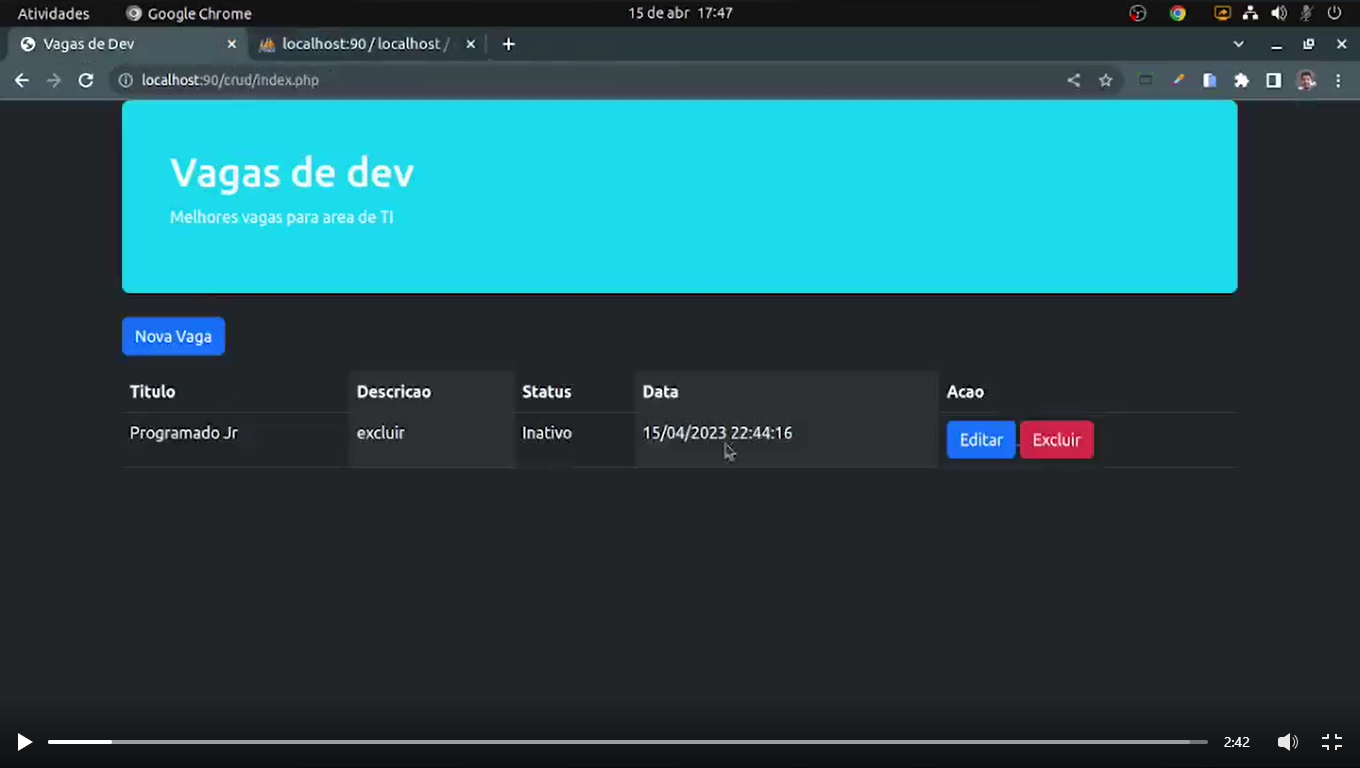 Atividades Google Chrome 15 de abr 17:47
Vagas de Dev localhost:90 / localhost /
localhost:90/crud/index.php
Vagas de dev
Melhores vagas para area de TI
Nova Vaga
Titulo Descricao Status Data Acao
Programado Jr excluir Inativo 15/04/2023 22:44:16 Editar Excluir
2:42